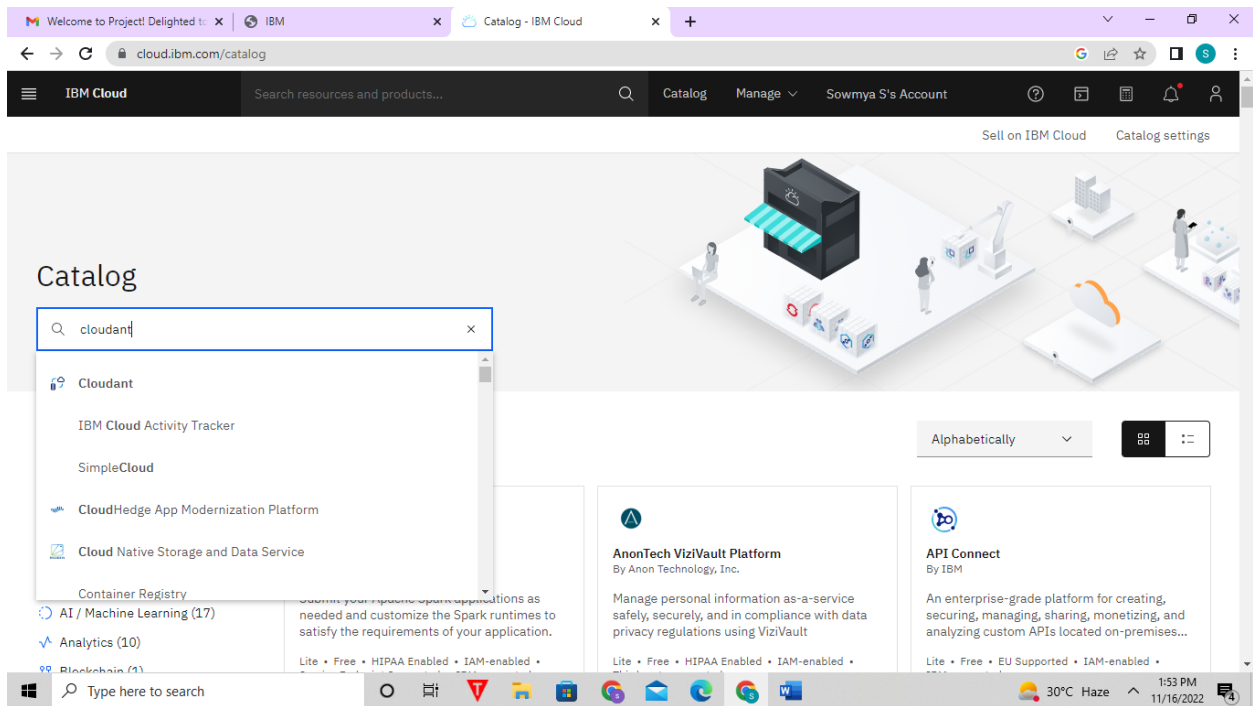 Welcome to Project! Delighted to
IBM
Catalog - IBM Cloud
cloud.ibm.com/catalog
G
S
IBM Cloud
Search resources and products...
Catalog
Manage
Sowmya S's Account
Sell on IBM Cloud
Catalog settings
Catalog
cloudant
Cloudant
IBM Cloud Activity Tracker
SimpleCloud
CloudHedge App Modernization Platform
Cloud Native Storage and Data Service
Container Registry
Alphabetically
AI / Machine Learning (17)
Analytics (10)
Blockchain (1)
Submit your Apache Spark applications as
needed and customize the Spark runtimes to
satisfy the requirements of your application.
Lite • Free • HIPAA Enabled • IAM-enabled •
AnonTech ViziVault Platform
By Anon Technology, Inc.
Manage personal information as-a-service
safely, securely, and in compliance with data
privacy regulations using ViziVault
Lite • Free • HIPAA Enabled • IAM-enabled •
API Connect
By IBM
An enterprise-grade platform for creating,
securing, managing, sharing, monetizing, and
analyzing custom APIs located on-premises...
Lite • Free • EU Supported • IAM-enabled •
Type here to search
30°C Haze
1:53 PM
11/16/2022
4